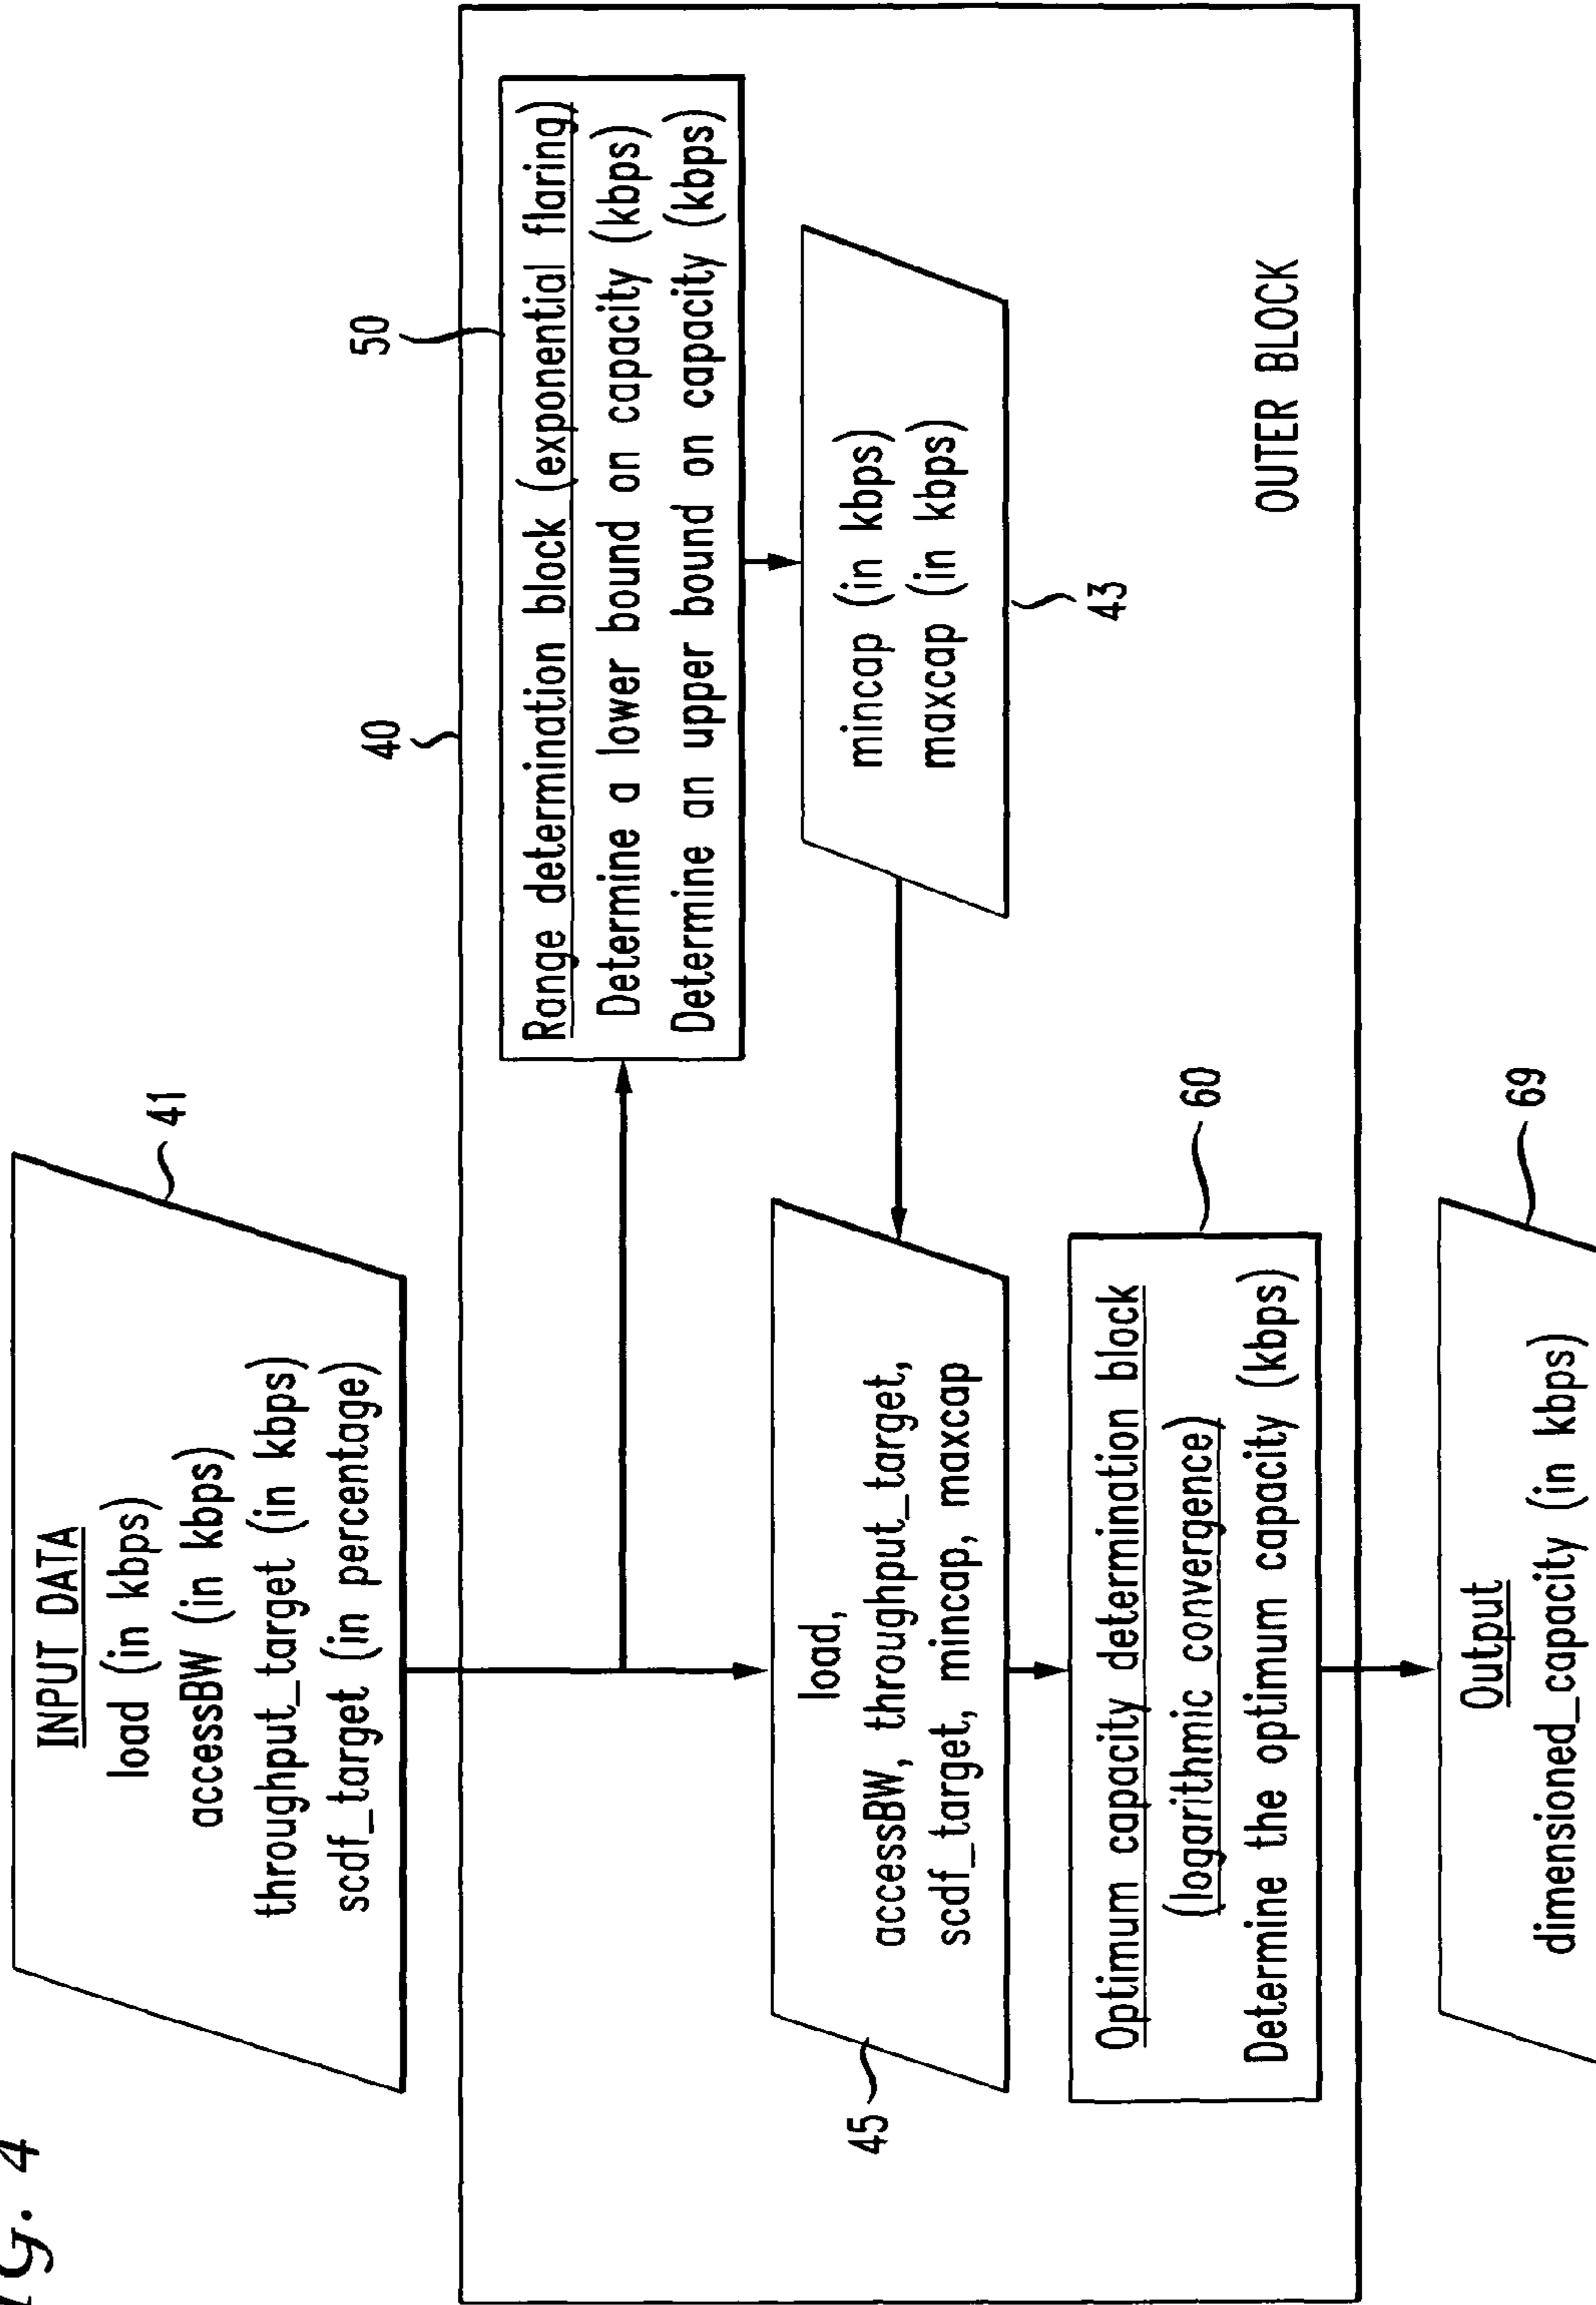 IG. 4
INPUT DATA
load (in kbps)
accessBW (in kbps)
throughput_target (in kbps)
scdf_target (in percentage)
41
40
50
Range determination block (exponential flaring)
Determine a lower bound on capacity (kbps)
Determine an upper bound on capacity (kbps)
mincap (in kbps)
maxcap (in kbps)
43
load,
accessBW, throughput_target,
scdf_target, mincap, maxcap
45
Optimum capacity determination block
(logarithmic convergence)
Determine the optimum capacity (kbps)
60
OUTER BLOCK
Output
dimensioned_capacity (in kbps)
69